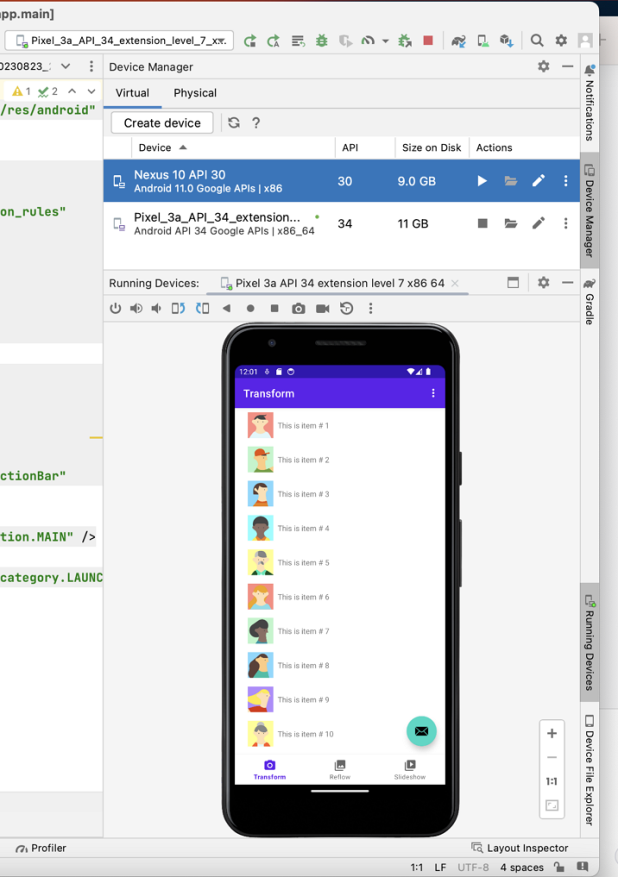 app.main]
Pixel_3a_API_34_extension_level_7_x...
0230823_
Device Manager
1 2
Virtual Physical
/res/android"
Create device ?
Device API Size on Disk Actions
Nexus 10 API 30
Android 11.0 Google APIs | x86
30 9.0 GB
on_rules"
Pixel_3a_API_34_extension...
Android API 34 Google APIs | x86_64
34 11 GB
Running Devices: Pixel 3a API 34 extension level 7 x86 64
12:01
Transform
This is item # 1
This is item # 2
This is item # 3
This is item # 4
This is item # 5
This is item # 6
This is item # 7
This is item # 8
This is item # 9
This is item # 10
Transform Reflow Slideshow
ctionBar"
tion.MAIN" />
category.LAUNC
1:1
Notifications
Device Manager
Gradle
Running Devices
Device File Explorer
Profiler
Layout Inspector
1:1 LF UTF-8 4 spaces